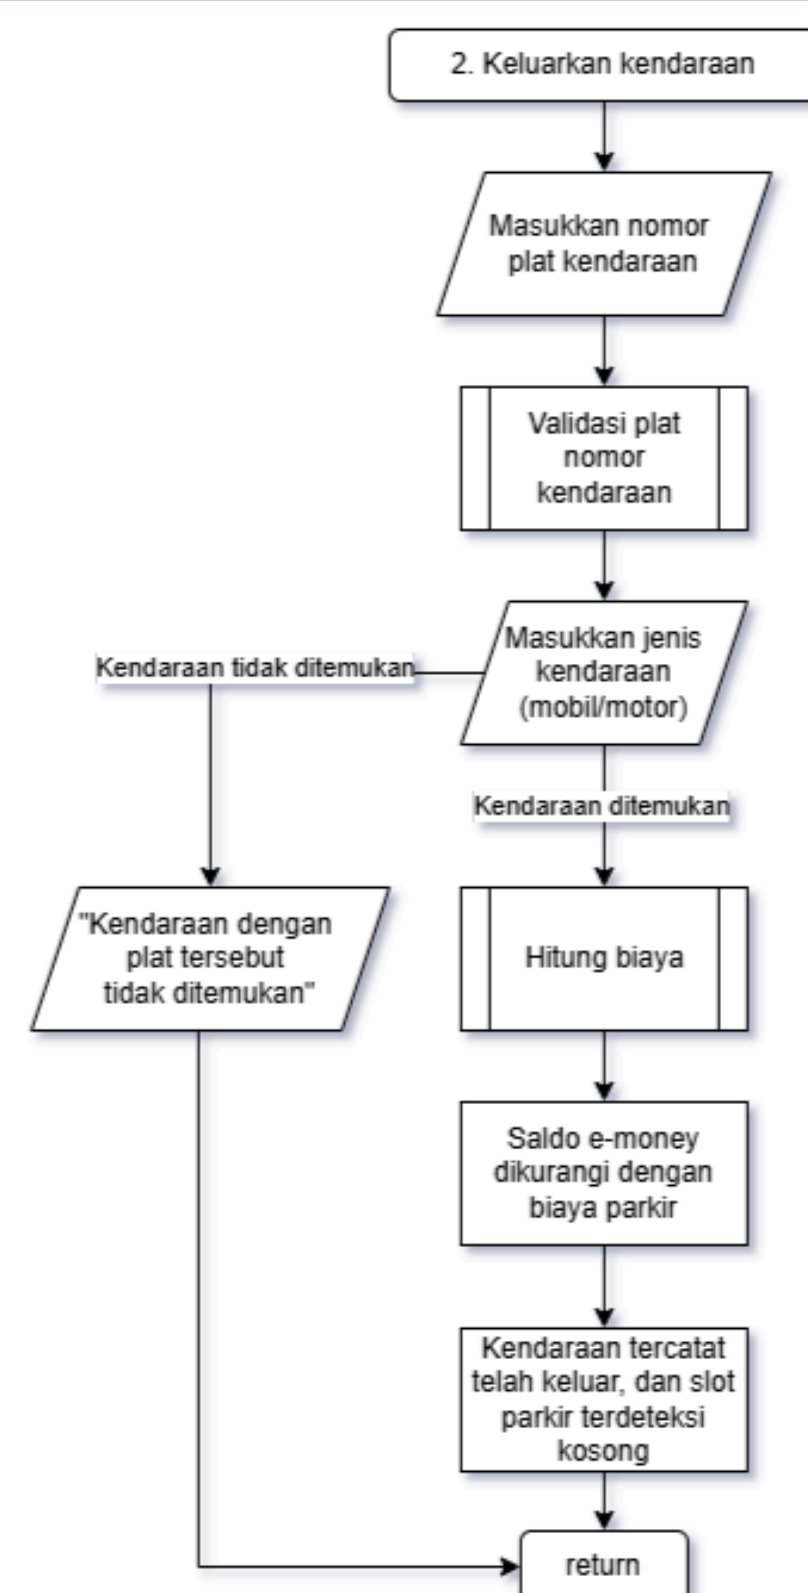 2. Keluarkan kendaraan
Masukkan nomor
plat kendaraan
Validasi plat
nomor
kendaraan
Masukkan jenis
kendaraan
(mobil/motor)
Kendaraan tidak ditemukan
Kendaraan ditemukan
"Kendaraan dengan
plat tersebut
tidak ditemukan"
Hitung biaya
Saldo e-money
dikurangi dengan
biaya parkir
Kendaraan tercatat
telah keluar, dan slot
parkir terdeteksi
kosong
return